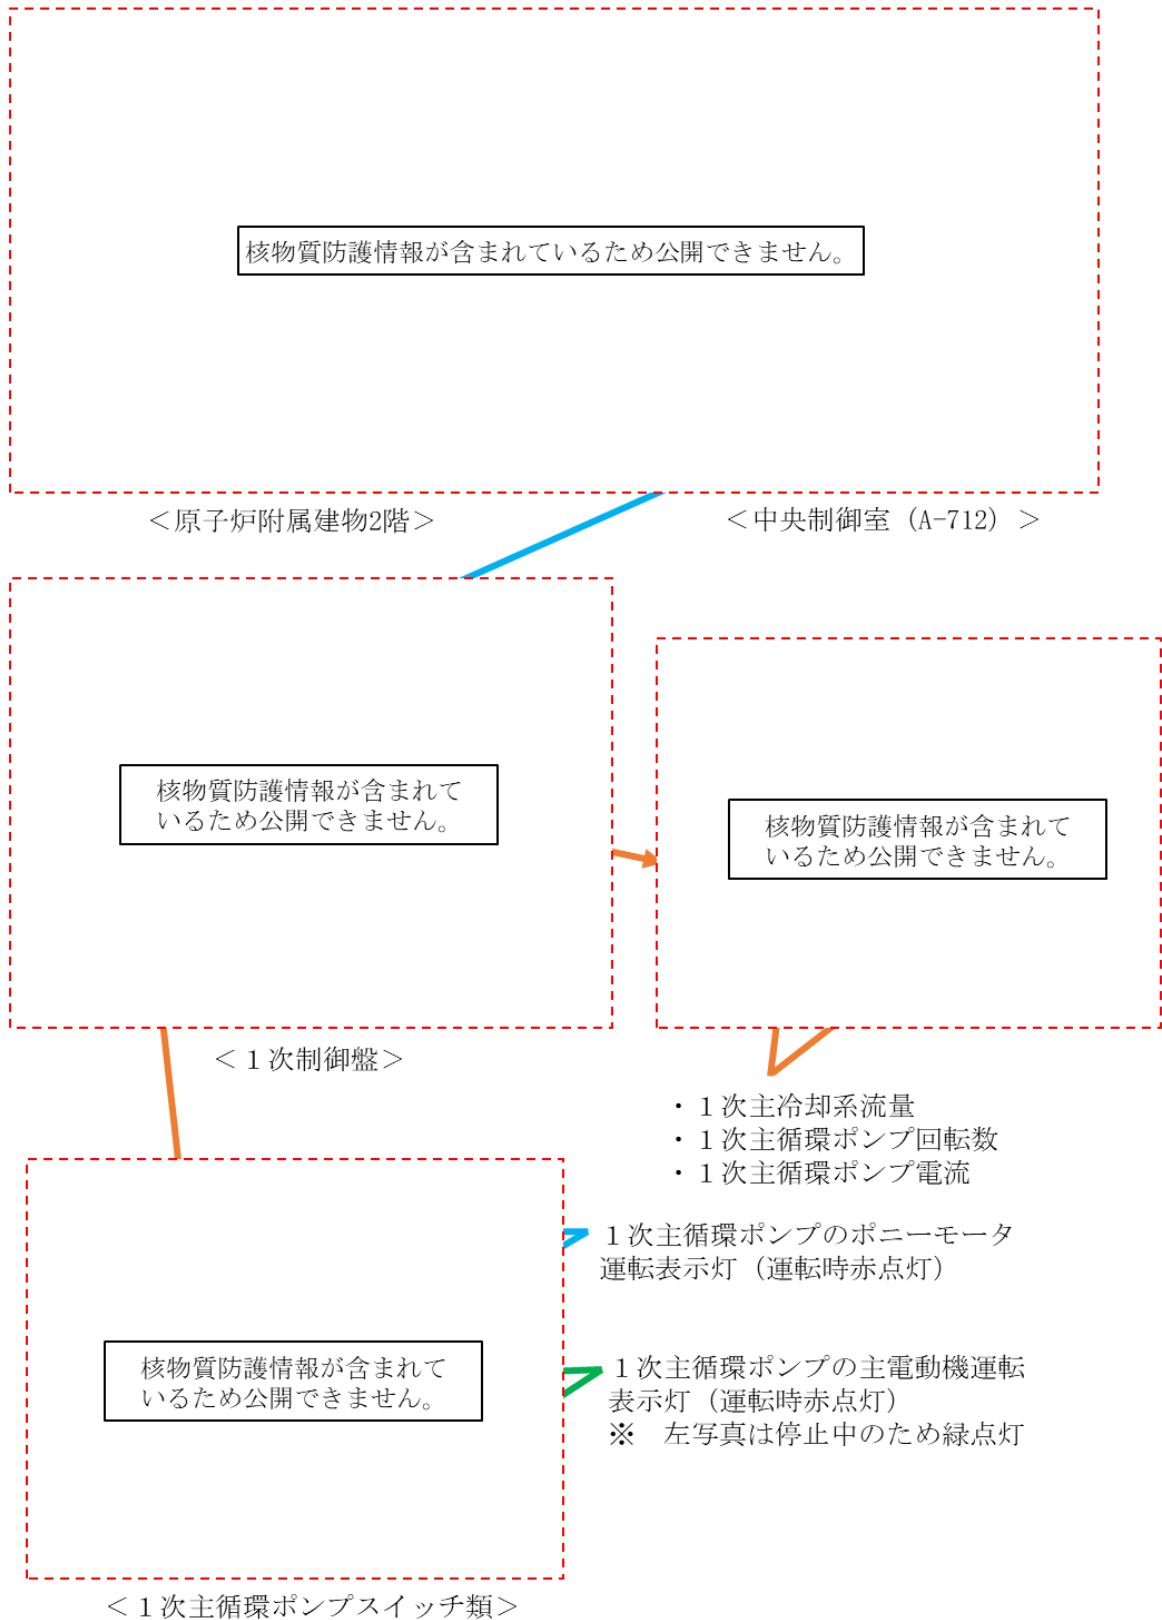 核物質防護情報が含まれているため公開できません。
＜原子炉附属建物2階＞
＜中央制御室（A-712）＞
核物質防護情報が含まれて
いるため公開できません。
核物質防護情報が含まれて
いるため公開できません。
＜１次制御盤＞
・１次主冷却系流量
・１次主循環ポンプ回転数
・１次主循環ポンプ電流
１次主循環ポンプのポニーモータ
運転表示灯（運転時赤点灯）
核物質防護情報が含まれて
いるため公開できません。
１次主循環ポンプの主電動機運転
表示灯（運転時赤点灯）
※　左写真は停止中のため緑点灯
＜１次主循環ポンプスイッチ類＞